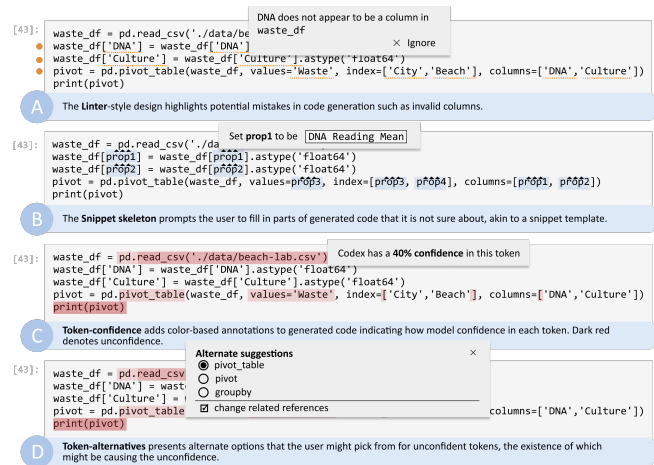 DNA does not appear to be a column in
waste_df
× Ignore
[43]:
waste_df = pd.read_csv('./data/be
waste_df['DNA'] = waste_df['DNA']
waste_df['Culture'] = waste_df['Culture'].astype('float64')
pivot = pd.pivot_table(waste_df, values='Waste', index=['City','Beach'], columns=['DNA','Culture'])
print(pivot)
A The Linter-style design highlights potential mistakes in code generation such as invalid columns.
Set prop1 to be DNA Reading Mean
[43]:
waste_df = pd.read_csv('./da
waste_df[prop1] = waste_df[prop1].astype('float64')
waste_df[prop2] = waste_df[prop2].astype('float64')
pivot = pd.pivot_table(waste_df, values=prop3, index=[prop3, prop4], columns=[prop1, prop2])
print(pivot)
B The Snippet skeleton prompts the user to fill in parts of generated code that it is not sure about, akin to a snippet template.
[43]:
waste_df = pd.read_csv('./data/beach-lab.csv')
Codex has a 40% confidence in this token
waste_df['DNA'] = waste_df['DNA'].astype('float64')
waste_df['Culture'] = waste_df['Culture'].astype('float64')
pivot = pd.pivot_table(waste_df, values='Waste', index=['City','Beach'], columns=['DNA','Culture'])
print(pivot)
C Token-confidence adds color-based annotations to generated code indicating how model confidence in each token. Dark red
denotes unconfidence.
Alternate suggestions ×
pivot_table
pivot
groupby
change related references
[43]:
waste_df = pd.read_csv
waste_df['DNA'] = wast
waste_df['Culture'] =
pivot = pd.pivot_table
columns=['DNA','Culture'])
print(pivot)
D Token-alternatives presents alternate options that the user might pick from for unconfident tokens, the existence of which
might be causing the unconfidence.